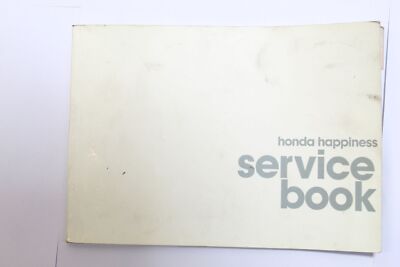 honda happiness
service
book